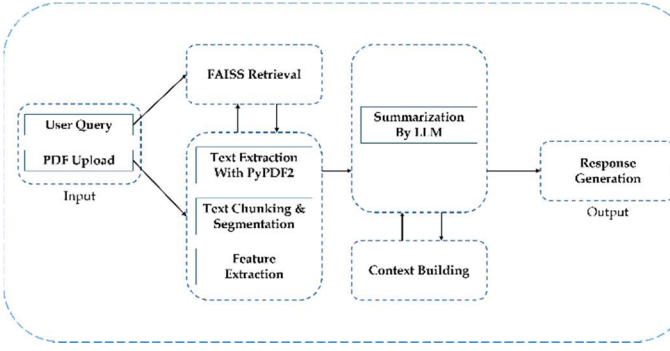 FAISS Retrieval
User Query
PDF Upload
Input
Text Extraction
With PyPDF2
Text Chunking &
Segmentation
Feature
Extraction
Summarization
By LLM
Context Building
Response
Generation
Output